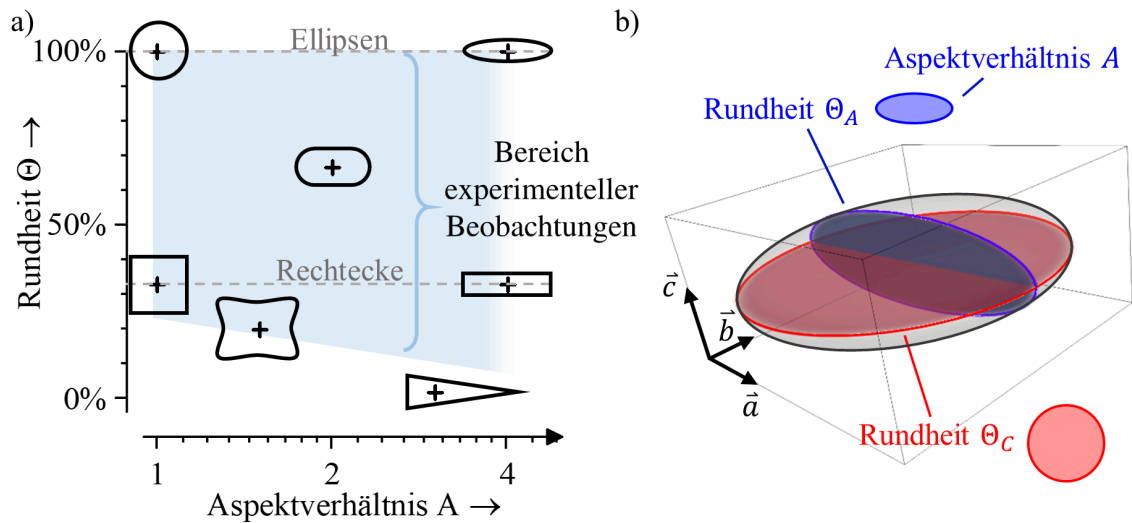 a)
100%
50%
0%
Rundheit Θ →
Ellipsen
Bereich
experimenteller
Beobachtungen
Rechtecke
1
2
4
Aspektverhältnis A →
b)
Aspektverhältnis A
Rundheit Θ_A
c⃗
b⃗
a⃗
Rundheit Θ_C